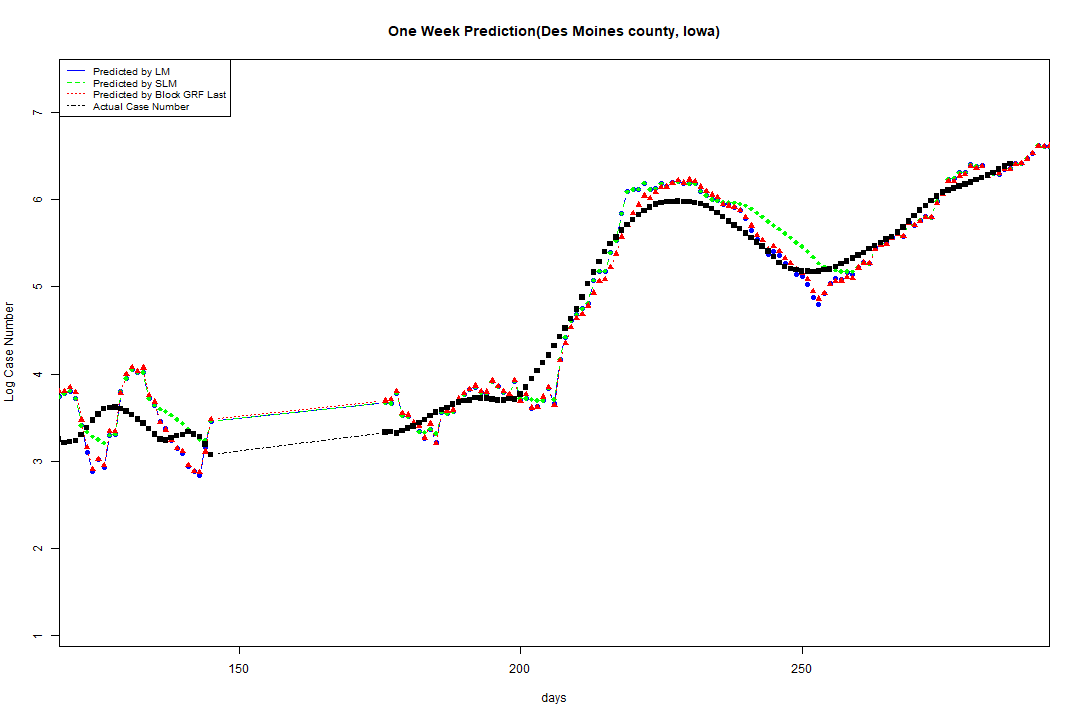 One Week Prediction(Des Moines county, Iowa)
Predicted by LM
Predicted by SLM
Predicted by Block GRF Last
Actual Case Number
7
6
5
4
3
2
1
Log Case Number
150
200
250
days